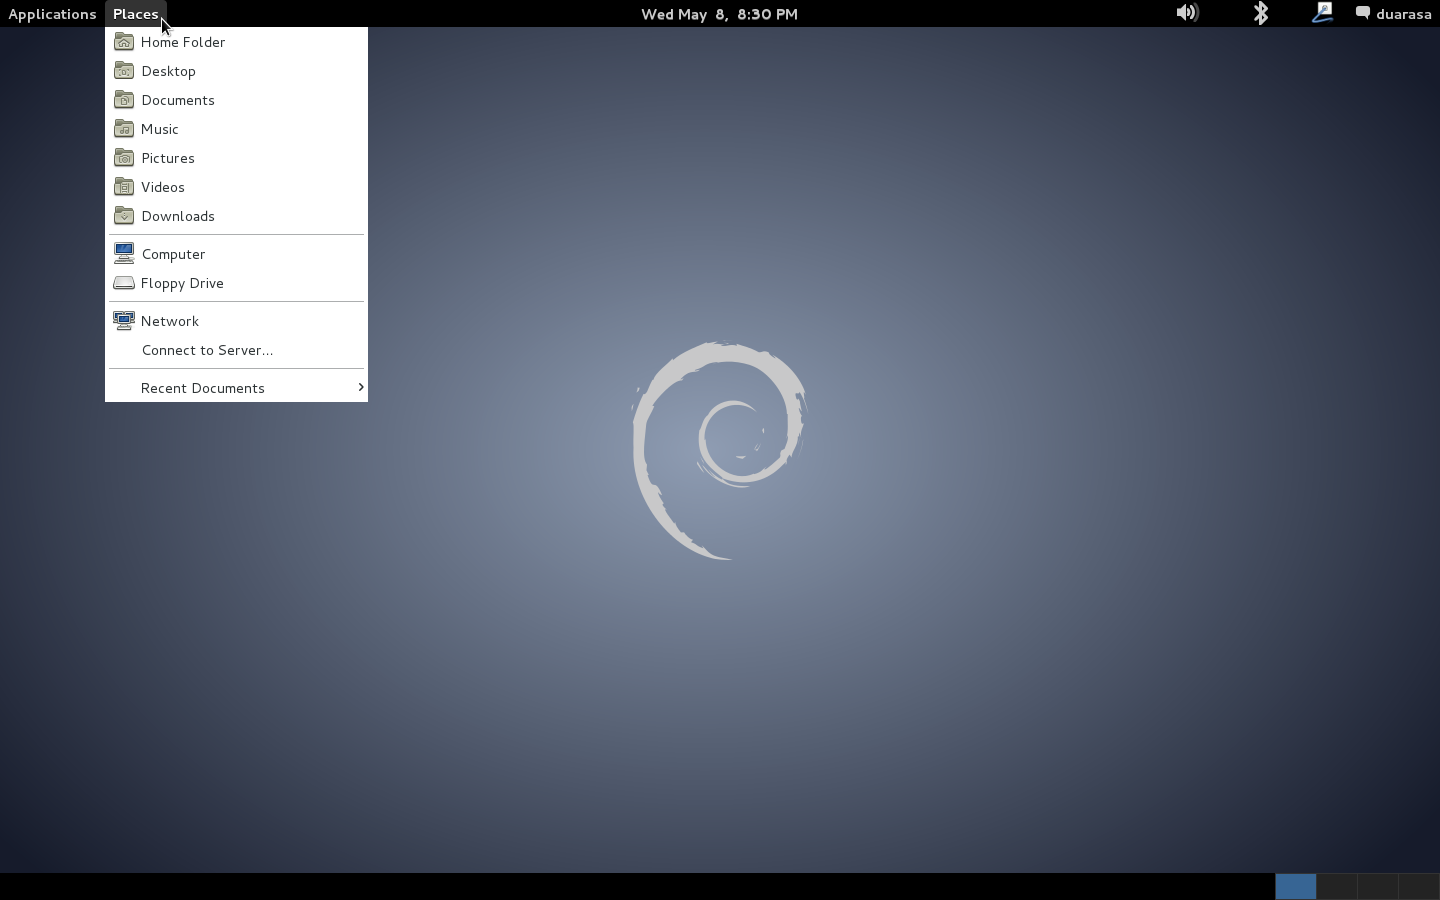 Applications Places Wed May 8, 8:30 PM duarasa
Home Folder
Desktop
Documents
Music
Pictures
Videos
Downloads
Computer
Floppy Drive
Network
Connect to Server...
Recent Documents